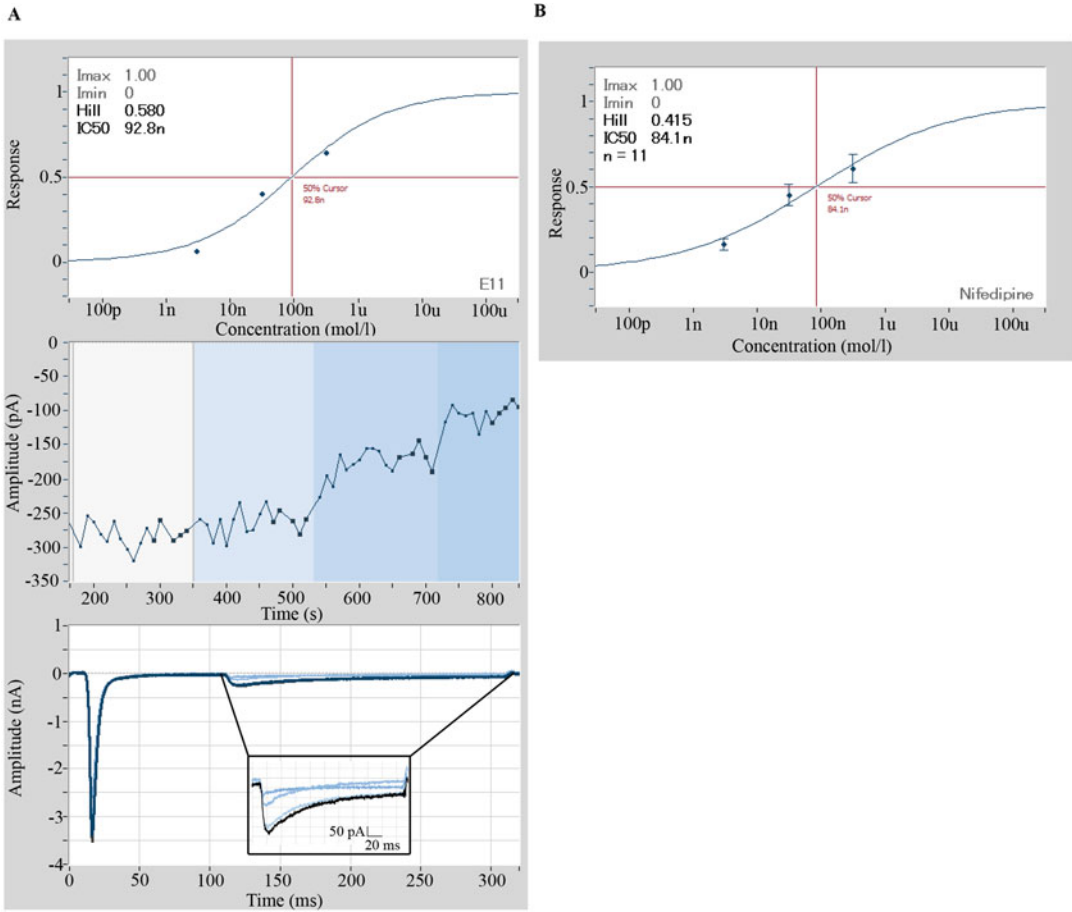 A
Imax 1.00
Imin 0
Hill 0.580
IC50 92.8n
1
0.5
0
Response
50% Cursor
92.8n
E11
100p 1n 10n 100n 1u 10u 100u
Concentration (mol/l)
0
-50
-100
-150
-200
-250
-300
-350
Amplitude (pA)
200 300 400 500 600 700 800
Time (s)
1
0
-1
-2
-3
-4
Amplitude (nA)
50 pA
20 ms
0 50 100 150 200 250 300
Time (ms)
B
Imax 1.00
Imin 0
Hill 0.415
IC50 84.1n
n = 11
1
0.5
0
Response
50% Cursor
84.1n
Nifedipine
100p 1n 10n 100n 1u 10u 100u
Concentration (mol/l)